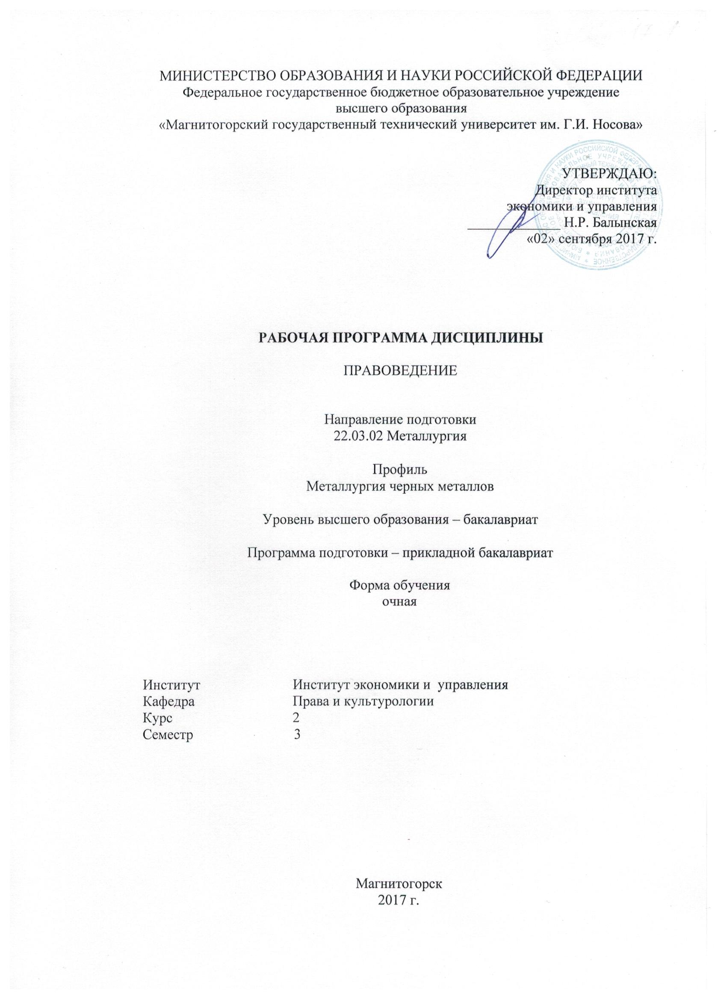 МИНИСТЕРСТВО ОБРАЗОВАНИЯ И НАУКИ РОССИЙСКОЙ ФЕДЕРАЦИИ
Федеральное государственное бюджетное образовательное учреждение
высшего образования
«Магнитогорский государственный технический университет им. Г.И. Носова»
УТВЕРЖДАЮ:
Директор института
экономики и управления
Н.Р. Балынская
«02» сентября 2017 г.
РАБОЧАЯ ПРОГРАММА ДИСЦИПЛИНЫ
ПРАВОВЕДЕНИЕ
Направление подготовки
22.03.02 Металлургия
Профиль
Металлургия черных металлов
Уровень высшего образования – бакалавриат
Программа подготовки – прикладной бакалавриат
Форма обучения
очная
Институт Институт экономики и управления
Кафедра Права и культурологии
Курс 2
Семестр 3
Магнитогорск
2017 г.